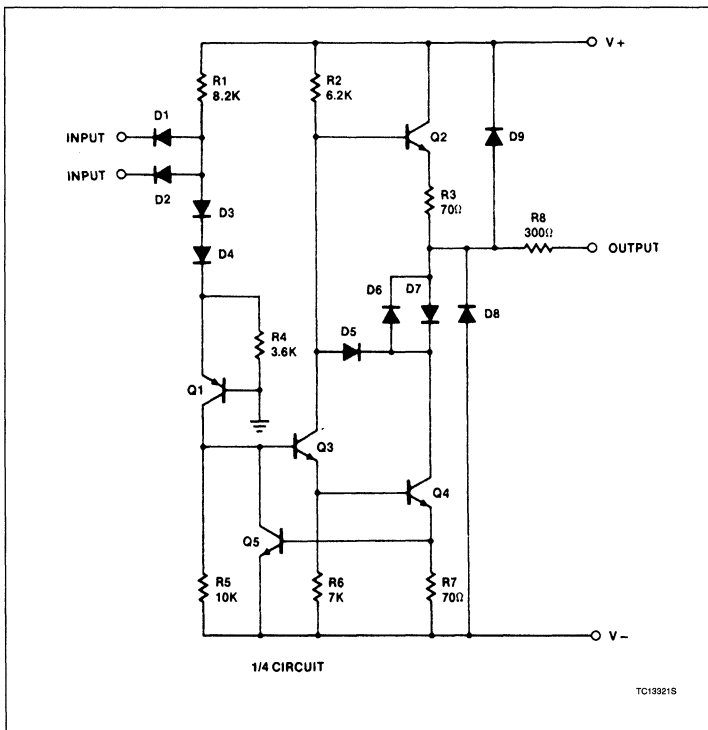 V+
R1
8.2K
R2
6.2K
D1
INPUT
Q2
D9
INPUT
D2
R3
70Ω
D3
R8
300Ω
OUTPUT
D4
D6
D7
D8
R4
3.6K
D5
Q1
Q3
Q4
Q5
R5
10K
R6
7K
R7
70Ω
V−
1/4 CIRCUIT
TC13321S